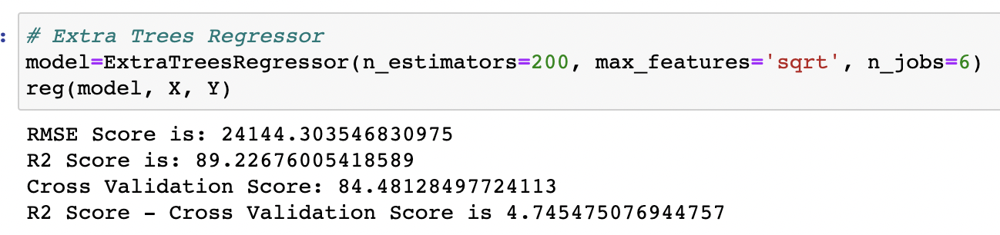 :
# Extra Trees Regressor
model=ExtraTreesRegressor(n_estimators=200, max_features='sqrt', n_jobs=6)
reg(model, X, Y)
RMSE Score is: 24144.303546830975
R2 Score is: 89.22676005418589
Cross Validation Score: 84.48128497724113
R2 Score - Cross Validation Score is 4.745475076944757